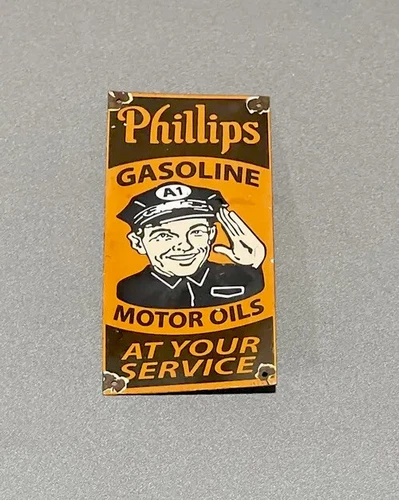 Phillips
GASOLINE
A1
MOTOR OILS
AT YOUR
SERVICE